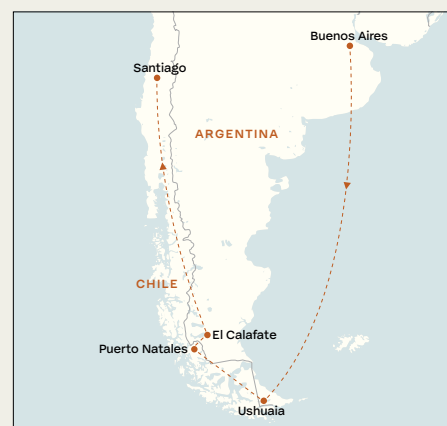 Buenos Aires
Santiago
ARGENTINA
CHILE
El Calafate
Puerto Natales
Ushuaia